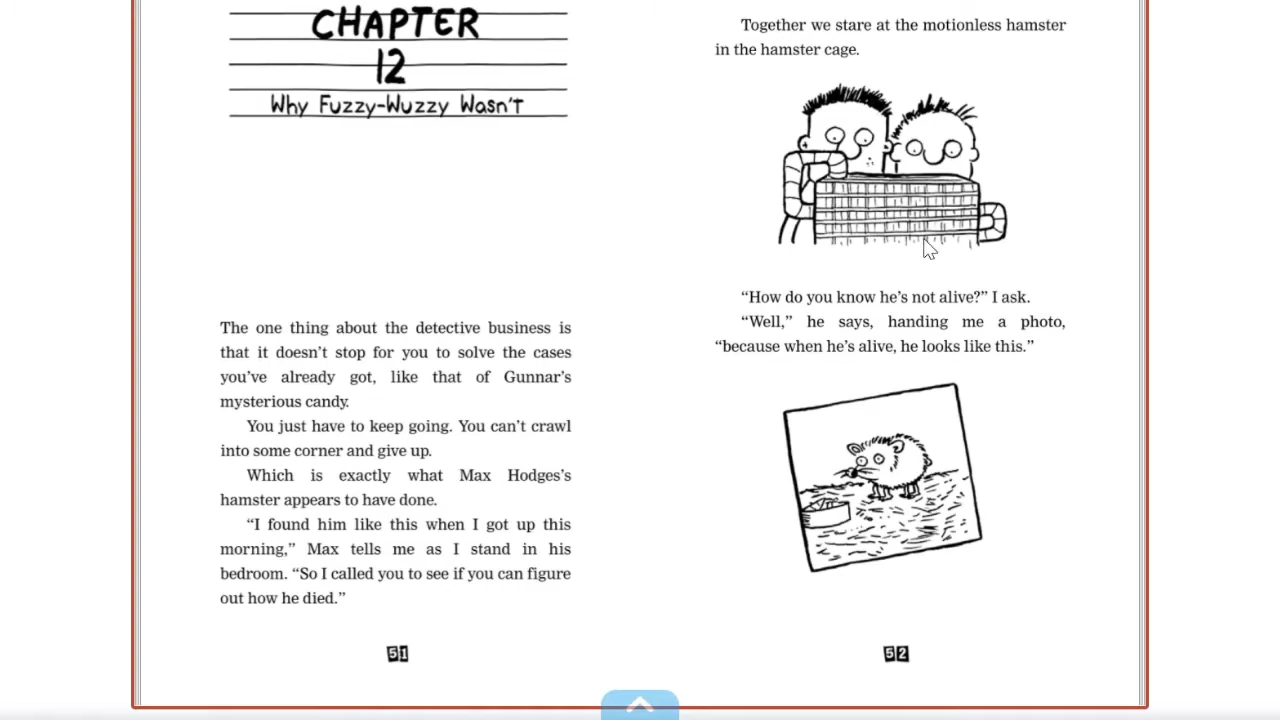 CHAPTER
12
Why Fuzzy-Wuzzy Wasn't
The one thing about the detective business is
that it doesn't stop for you to solve the cases
you've already got, like that of Gunnar's
mysterious candy.
You just have to keep going. You can't crawl
into some corner and give up.
Which is exactly what Max Hodges's
hamster appears to have done.
“I found him like this when I got up this
morning,” Max tells me as I stand in his
bedroom. “So I called you to see if you can figure
out how he died.”
51
Together we stare at the motionless hamster
in the hamster cage.
“How do you know he's not alive?” I ask.
“Well,” he says, handing me a photo,
“because when he's alive, he looks like this.”
52